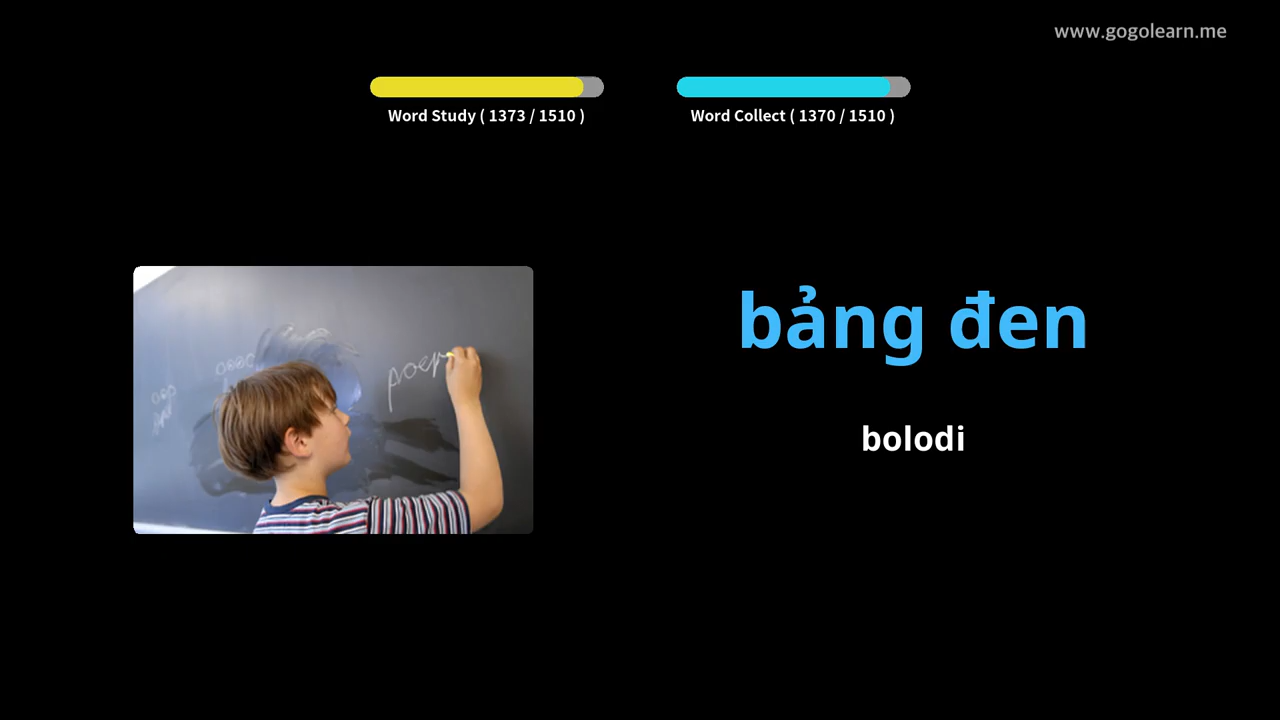 www.gogolearn.me
Word Study ( 1373 / 1510 )
Word Collect ( 1370 / 1510 )
bảng đen
bolodi